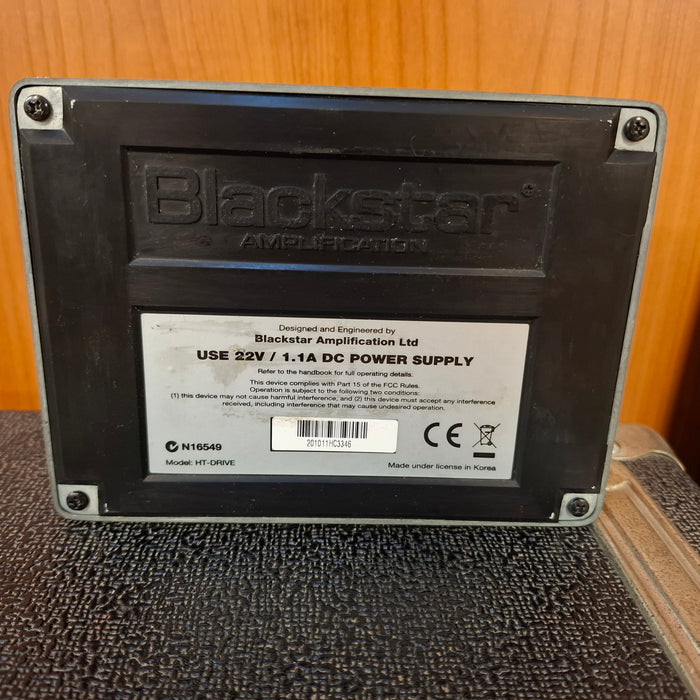 Blackstar
AMPLIFICATION
Designed and Engineered by
Blackstar Amplification Ltd
USE 22V / 1.1A DC POWER SUPPLY
Refer to the handbook for full operating details.
This device complies with Part 15 of the FCC Rules.
Operation is subject to the following two conditions:
(1) this device may not cause harmful interference, and (2) this device must accept any interference
received, including interference that may cause undesired operation.
N16549
201011HC3346
CE
Model: HT-DRIVE
Made under license in Korea